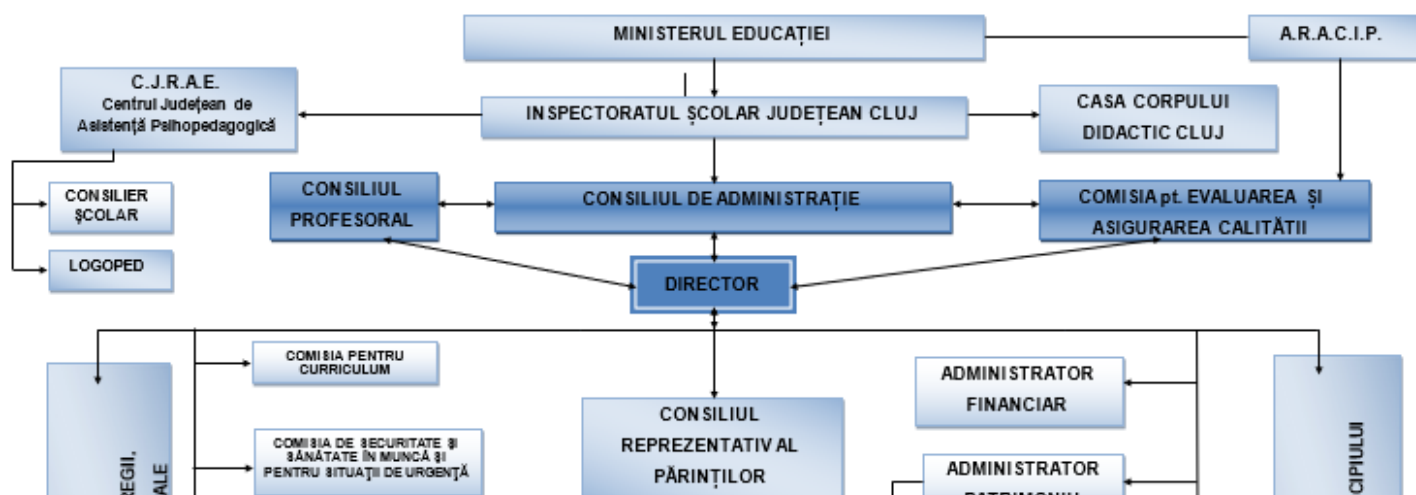 MINISTERUL EDUCAȚIEI
A.R.A.C.I.P.
C.J.R.A.E.
Centrul Județean de
Asistență Psihopedagogică
INSPECTORATUL ȘCOLAR JUDEȚEAN CLUJ
CASA CORPULUI
DIDACTIC CLUJ
CONSILIER
ȘCOLAR
LOGOPED
CONSILIUL
PROFESORAL
CONSILIUL DE ADMINISTRAȚIE
COMISIA pt. EVALUAREA ȘI
ASIGURAREA CALITĂTII
DIRECTOR
COMISIA PENTRU
CURRICULUM
COMISIA DE SECURITATE ȘI
SĂNĂTATE ÎN MUNCĂ ȘI
PENTRU SITUAȚII DE URGENȚĂ
CONSILIUL
REPREZENTATIV AL
PĂRINȚILOR
ADMINISTRATOR
FINANCIAR
ADMINISTRATOR
PATRIMONIU